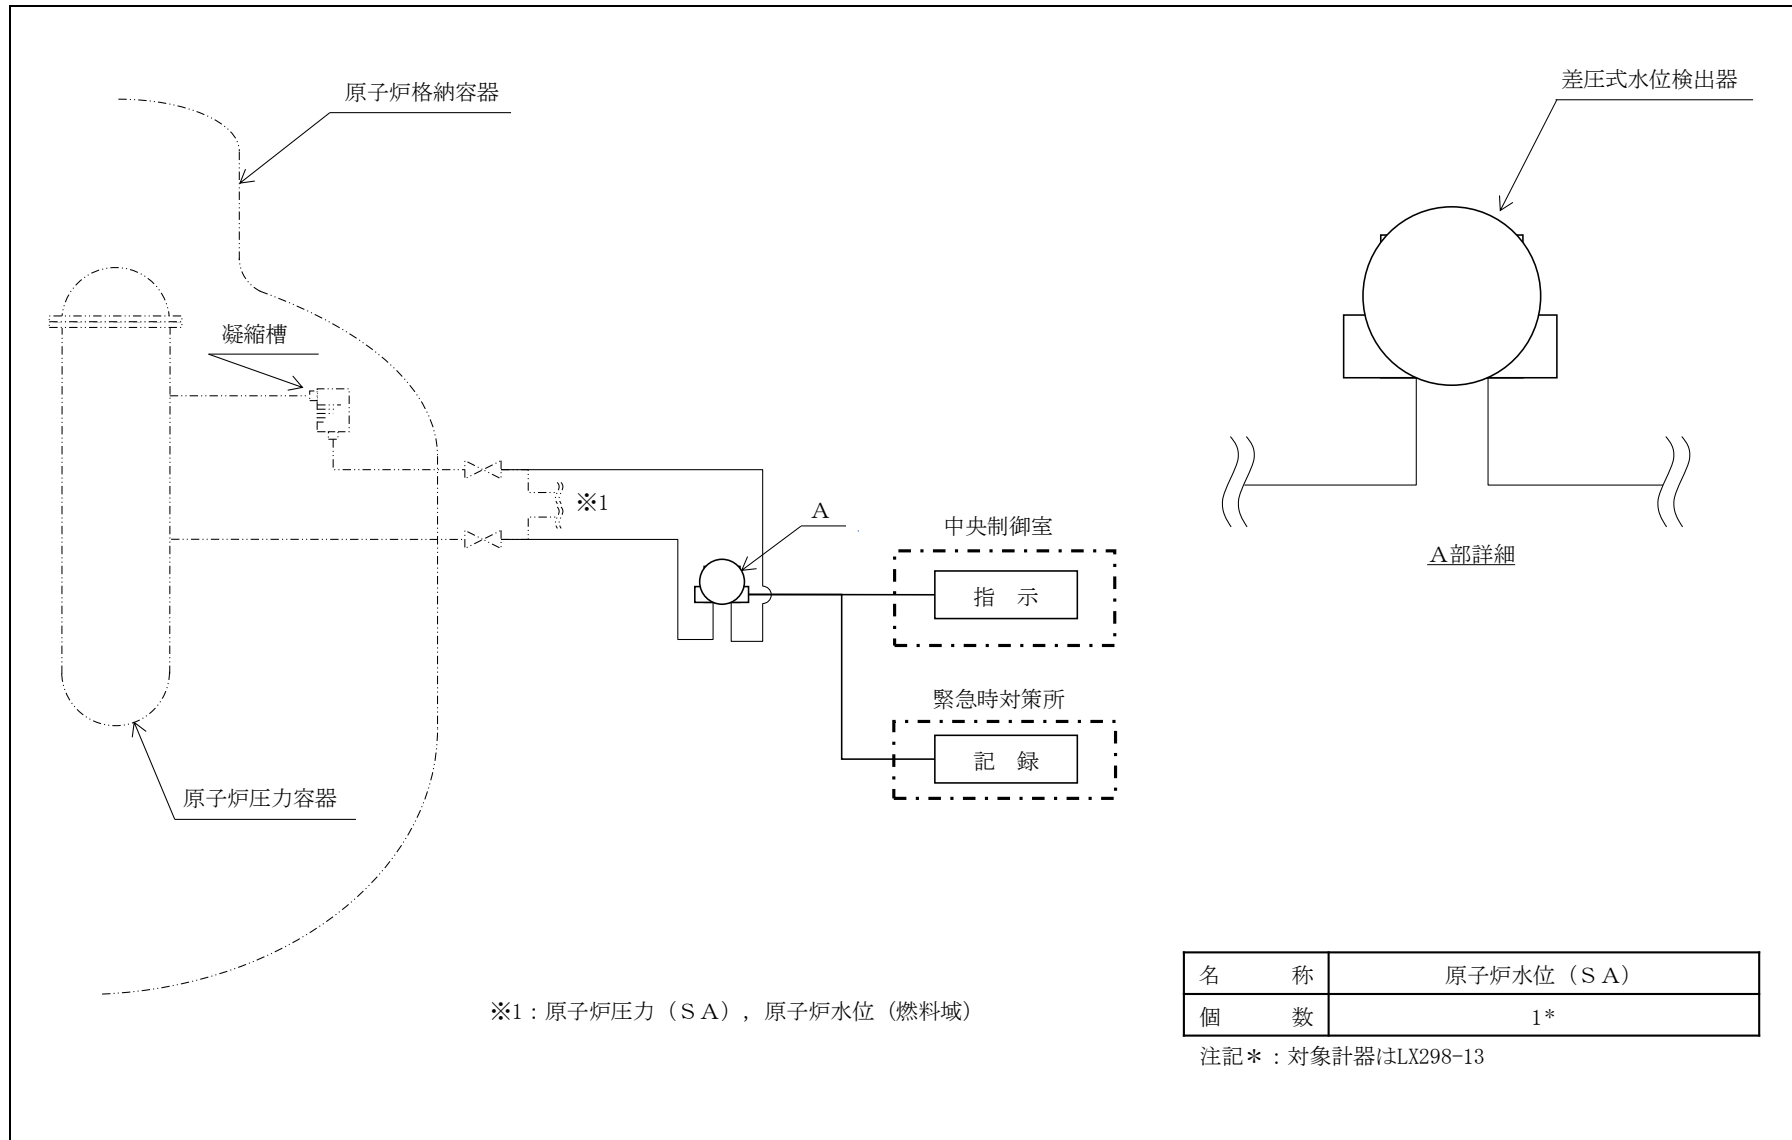 原子炉格納容器
差圧式水位検出器
凝縮槽
※1
A
中央制御室
指　示
A部詳細
緊急時対策所
記　録
原子炉圧力容器
※1：原子炉圧力（ＳＡ），原子炉水位（燃料域）
名　　称　原子炉水位（ＳＡ）
個　　数　1*
注記＊：対象計器はLX298-13